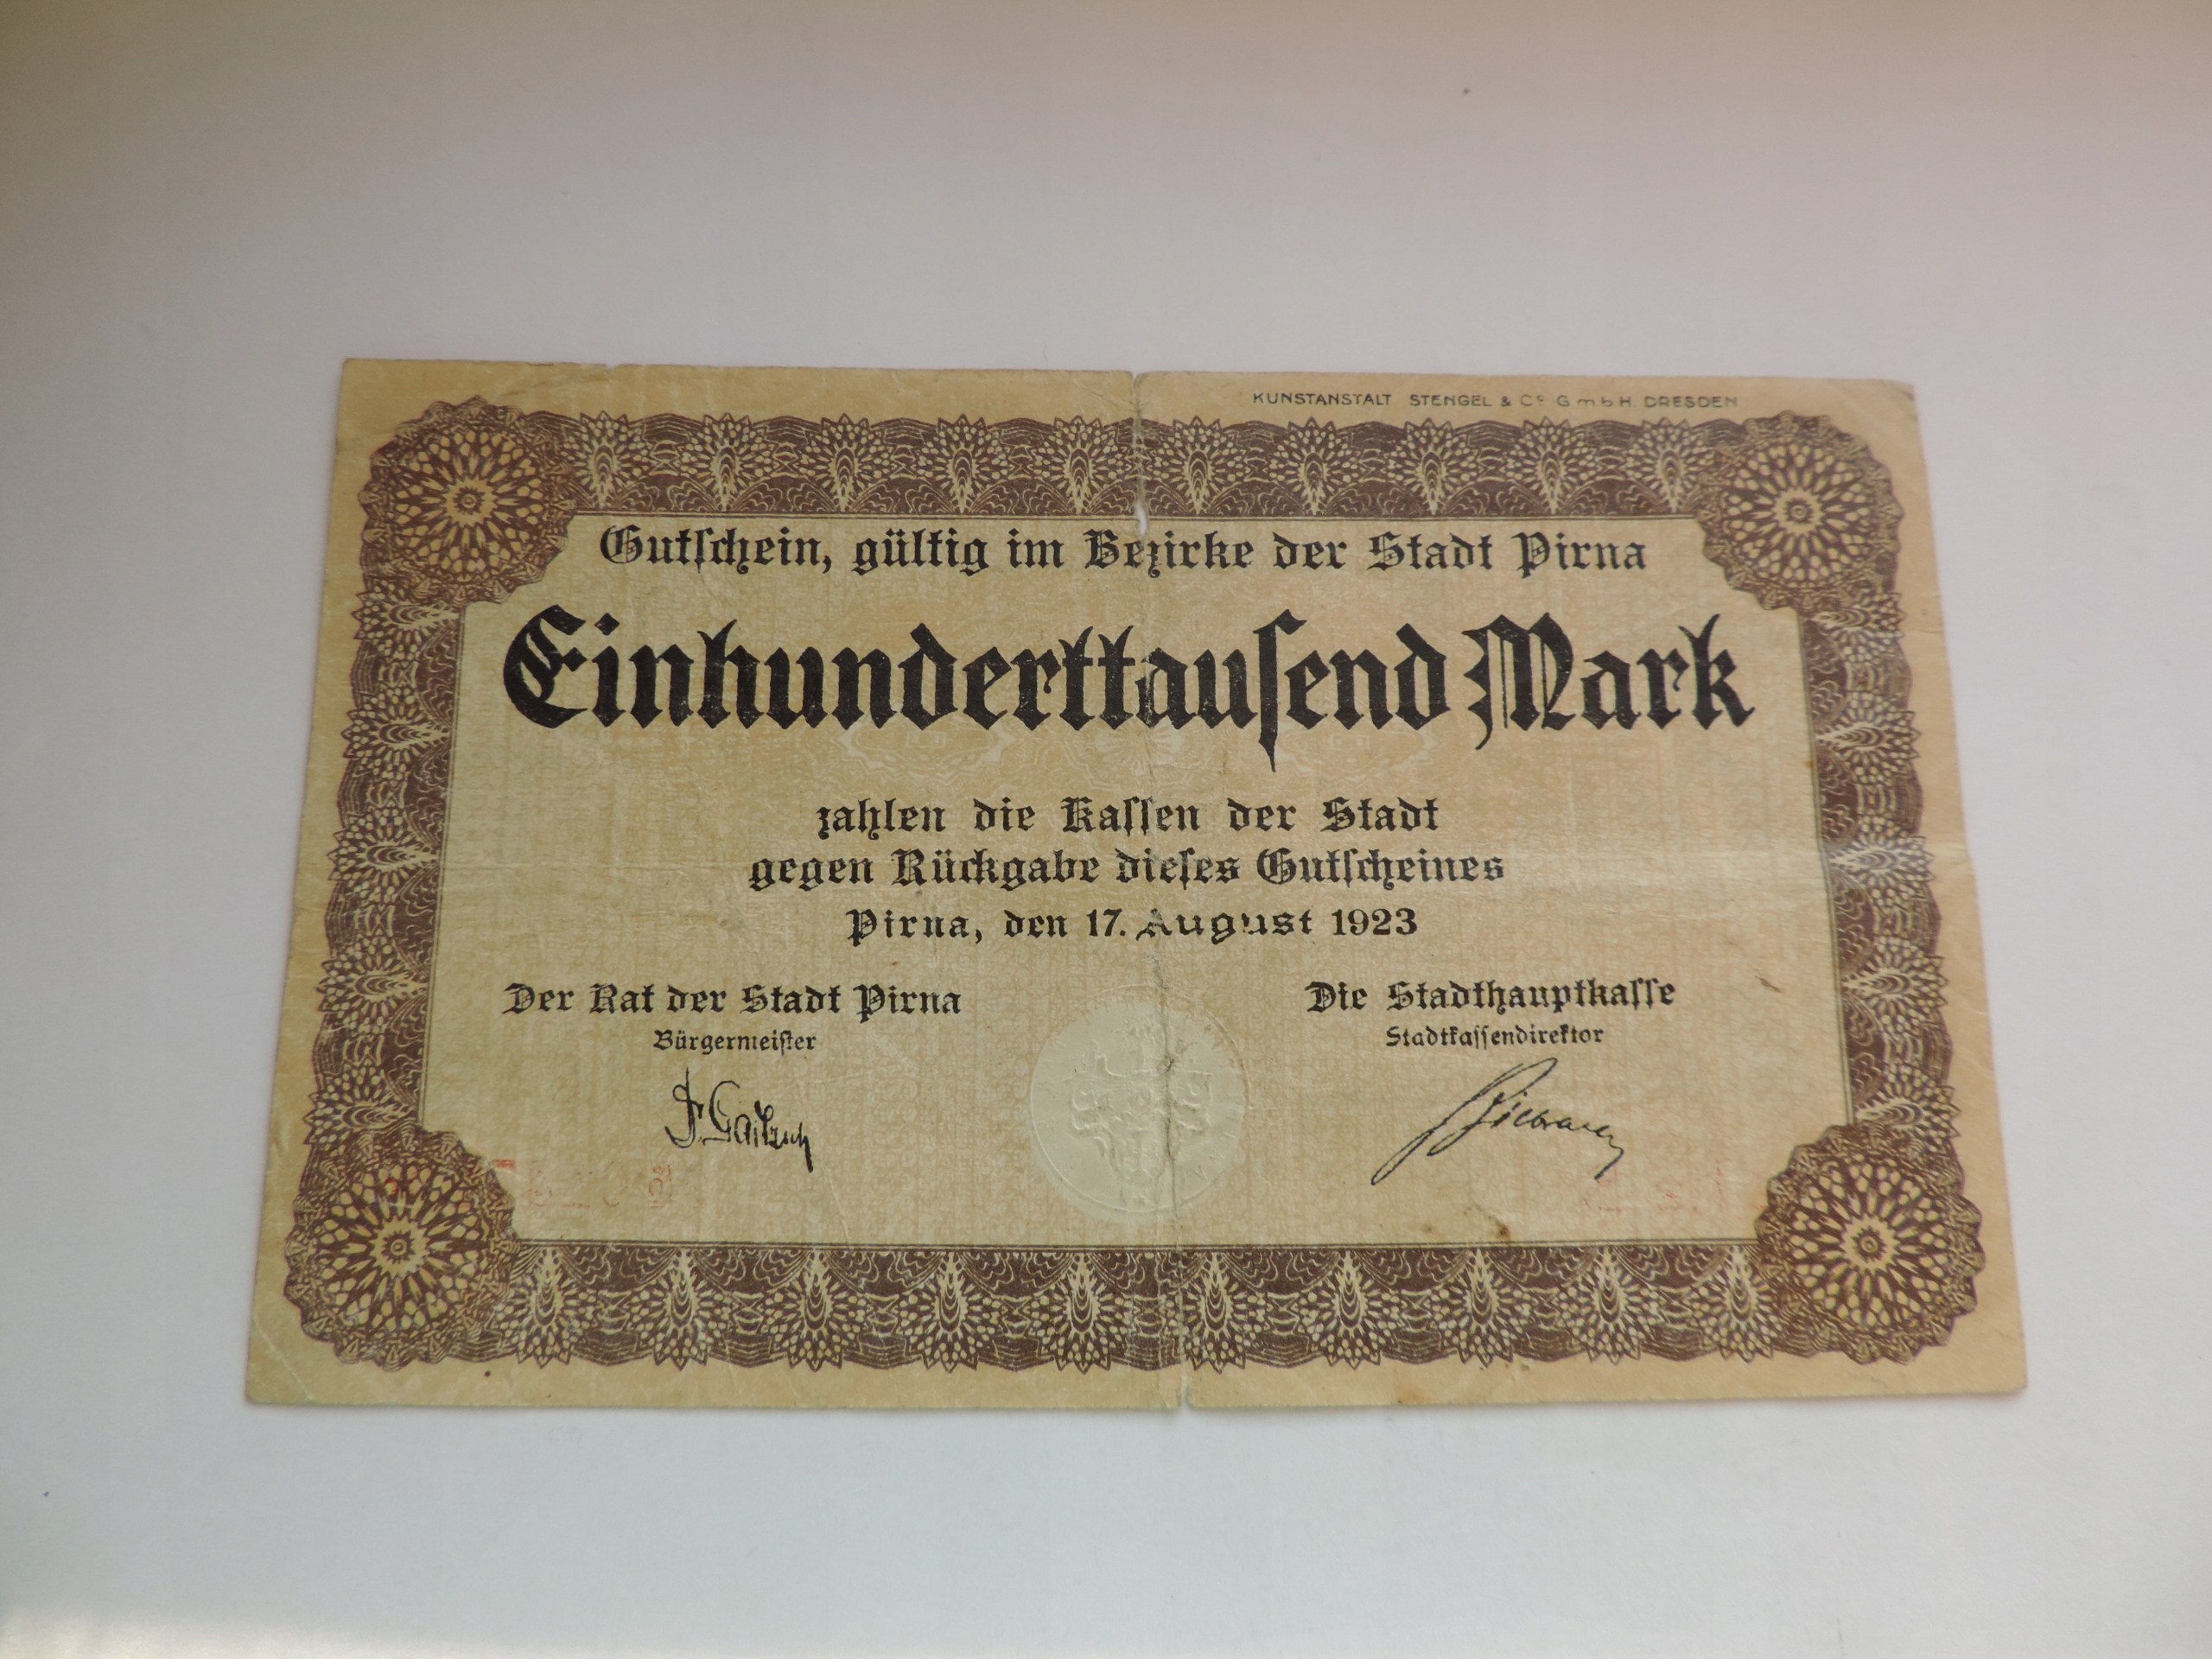 KUNSTANSTALT STENGEL & Cº GmbH. DRESDEN
Gutſchein, gültig im Bezirke der Stadt Pirna
Einhunderttauſend Mark
zahlen die Kaſſen der Stadt
gegen Rückgabe dieſes Gutſcheines
Pirna, den 17. August 1923
Der Rat der Stadt Pirna
Bürgermeiſter
Die Stadthauptkaſſe
Stadtkaſſendirektor